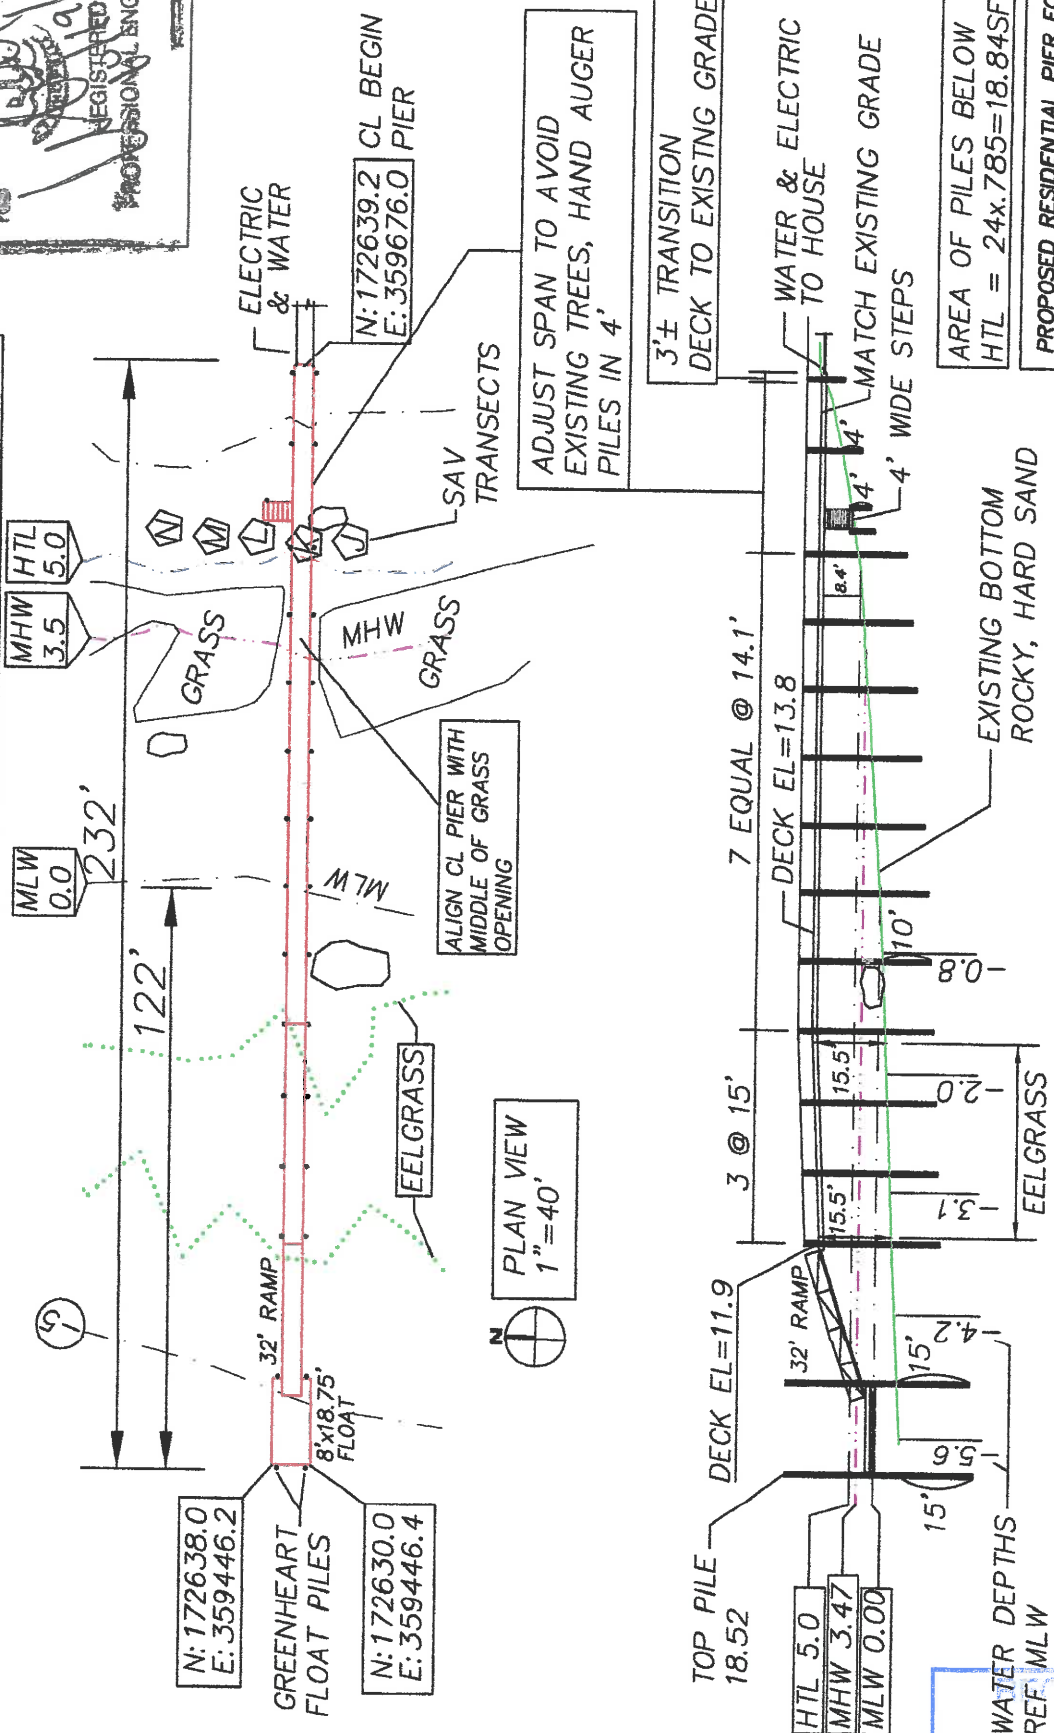 REGISTERED
PROFESSIONAL ENG
HTL
5.0
MHW
3.5
MLW
0.0
232'
122'
ELECTRIC
& WATER
N:172639.2 CL BEGIN
E:359676.0 PIER
N
M
L
K
J
SAV
TRANSECTS
GRASS
MHW
GRASS
MLW
ALIGN CL PIER WITH
MIDDLE OF GRASS
OPENING
EELGRASS
-5
32' RAMP
8'x18.75'
FLOAT
N:172638.0
E:359446.2
GREENHEART
FLOAT PILES
N:172630.0
E:359446.4
N
PLAN VIEW
1"=40'
ADJUST SPAN TO AVOID
EXISTING TREES, HAND AUGER
PILES IN 4'
3'± TRANSITION
DECK TO EXISTNG GRADE
WATER & ELECTRIC
TO HOUSE
MATCH EXISTING GRADE
4' WIDE STEPS
4'
4'
8.4'
7 EQUAL @ 14.1'
DECK EL=13.8
3 @ 15'
EXISTING BOTTOM
ROCKY, HARD SAND
10'
-0.8
15.5'
-2.0
EELGRASS
15.5'
-3.1
DECK EL=11.9
32' RAMP
-4.2
15'
-5.6
15'
TOP PILE
18.52
HTL 5.0
MHW 3.47
MLW 0.00
WATER DEPTHS
REF MLW
AREA OF PILES BELOW
HTL = 24x.785=18.84SF
PROPOSED RESIDENTIAL PIER FO